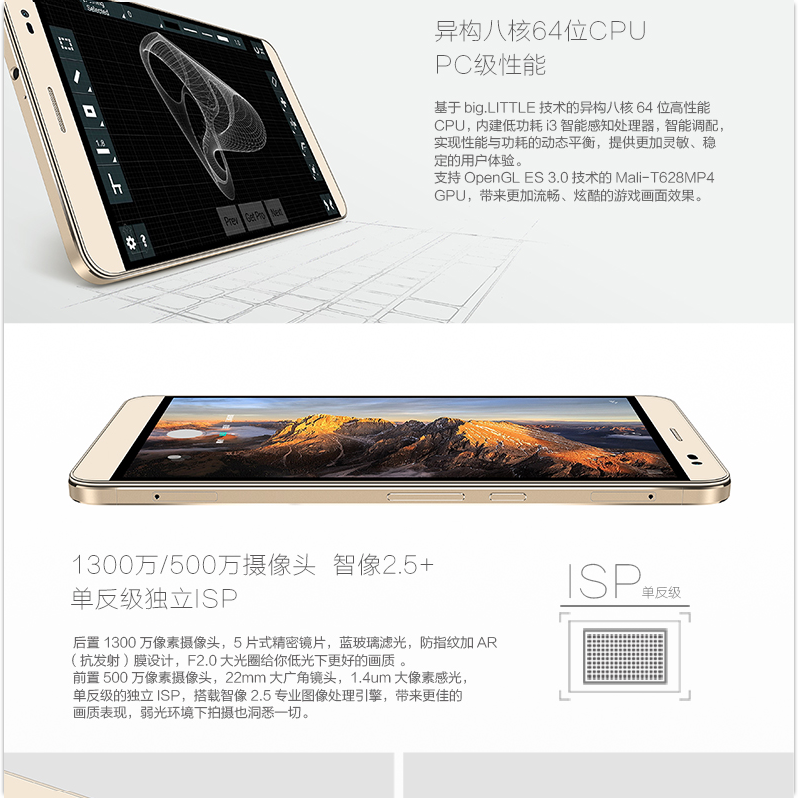 Selected
1.8
Prev
Get Pro
Next
?
异构八核64位CPU
PC级性能
基于 big.LITTLE 技术的异构八核 64 位高性能
CPU，内建低功耗 i3 智能感知处理器，智能调配，
实现性能与功耗的动态平衡，提供更加灵敏、稳
定的用户体验。
支持 OpenGL ES 3.0 技术的 Mali-T628MP4
GPU，带来更加流畅、炫酷的游戏画面效果。
1300万/500万摄像头 智像2.5+
单反级独立ISP
ISP 单反级
后置 1300 万像素摄像头，5 片式精密镜片，蓝玻璃滤光，防指纹加 AR
（抗发射）膜设计，F2.0 大光圈给你低光下更好的画质 。
前置 500 万像素摄像头，22mm 大广角镜头，1.4um 大像素感光，
单反级的独立 ISP，搭载智像 2.5 专业图像处理引擎，带来更佳的
画质表现，弱光环境下拍摄也洞悉一切。